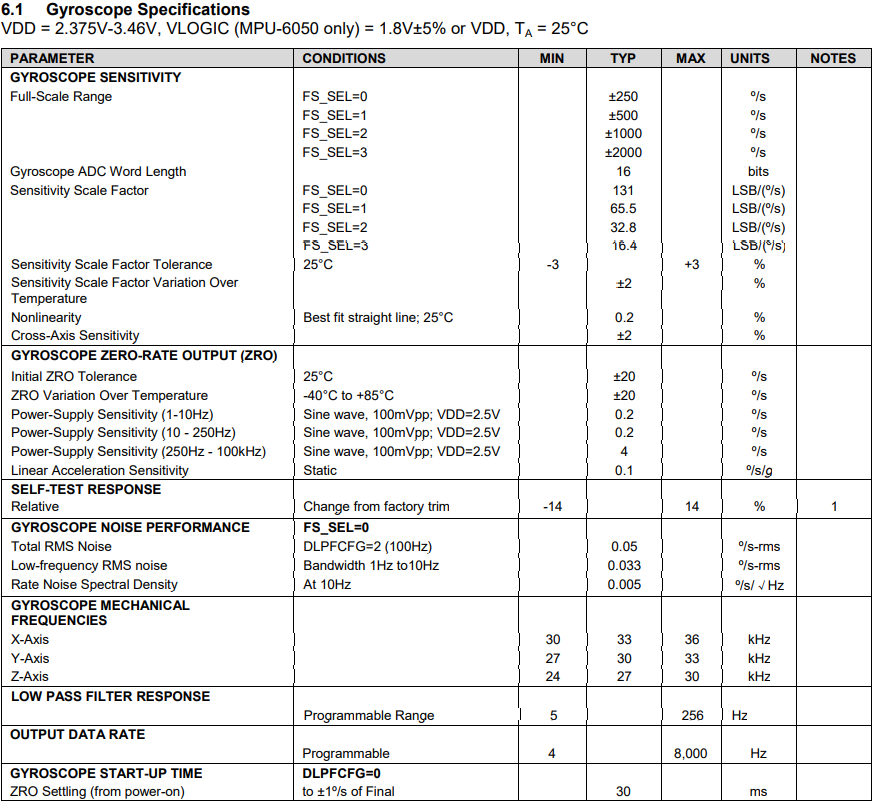 6.1 Gyroscope Specifications
VDD = 2.375V-3.46V, VLOGIC (MPU-6050 only) = 1.8V±5% or VDD, TA = 25°C
PARAMETER CONDITIONS MIN TYP MAX UNITS NOTES
GYROSCOPE SENSITIVITY
Full-Scale Range FS_SEL=0 ±250 º/s
FS_SEL=1 ±500 º/s
FS_SEL=2 ±1000 º/s
FS_SEL=3 ±2000 º/s
Gyroscope ADC Word Length 16 bits
Sensitivity Scale Factor FS_SEL=0 131 LSB/(º/s)
FS_SEL=1 65.5 LSB/(º/s)
FS_SEL=2 32.8 LSB/(º/s)
FS_SEL=3 16.4 LSB/(º/s)
Sensitivity Scale Factor Tolerance 25°C -3 +3 %
Sensitivity Scale Factor Variation Over ±2 %
Temperature
Nonlinearity Best fit straight line; 25°C 0.2 %
Cross-Axis Sensitivity ±2 %
GYROSCOPE ZERO-RATE OUTPUT (ZRO)
Initial ZRO Tolerance 25°C ±20 º/s
ZRO Variation Over Temperature -40°C to +85°C ±20 º/s
Power-Supply Sensitivity (1-10Hz) Sine wave, 100mVpp; VDD=2.5V 0.2 º/s
Power-Supply Sensitivity (10 - 250Hz) Sine wave, 100mVpp; VDD=2.5V 0.2 º/s
Power-Supply Sensitivity (250Hz - 100kHz) Sine wave, 100mVpp; VDD=2.5V 4 º/s
Linear Acceleration Sensitivity Static 0.1 º/s/g
SELF-TEST RESPONSE
Relative Change from factory trim -14 14 % 1
GYROSCOPE NOISE PERFORMANCE FS_SEL=0
Total RMS Noise DLPFCFG=2 (100Hz) 0.05 º/s-rms
Low-frequency RMS noise Bandwidth 1Hz to10Hz 0.033 º/s-rms
Rate Noise Spectral Density At 10Hz 0.005 º/s/√Hz
GYROSCOPE MECHANICAL
FREQUENCIES
X-Axis 30 33 36 kHz
Y-Axis 27 30 33 kHz
Z-Axis 24 27 30 kHz
LOW PASS FILTER RESPONSE
Programmable Range 5 256 Hz
OUTPUT DATA RATE
Programmable 4 8,000 Hz
GYROSCOPE START-UP TIME DLPFCFG=0
ZRO Settling (from power-on) to ±1º/s of Final 30 ms